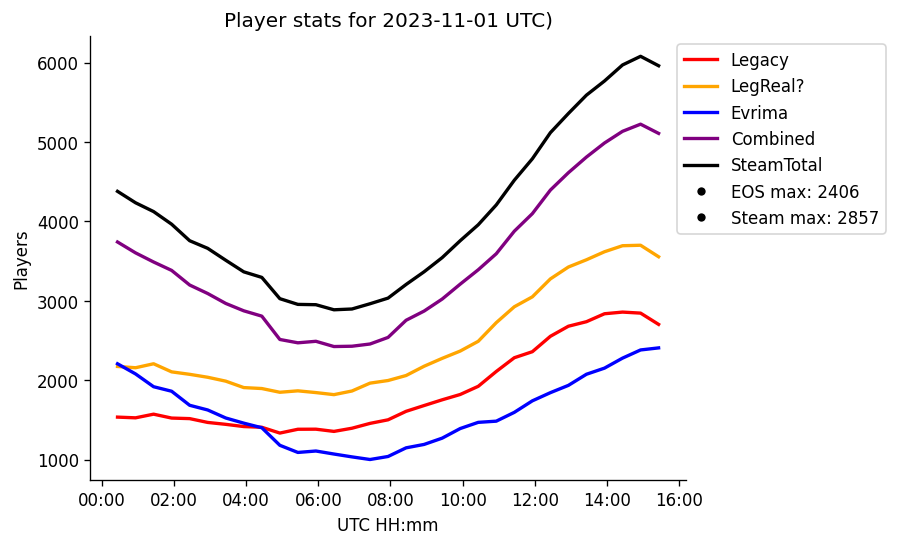 Player stats for 2023-11-01 UTC)
6000
5000
4000
3000
2000
1000
Players
00:00 02:00 04:00 06:00 08:00 10:00 12:00 14:00 16:00
UTC HH:mm
Legacy
LegReal?
Evrima
Combined
SteamTotal
EOS max: 2406
Steam max: 2857